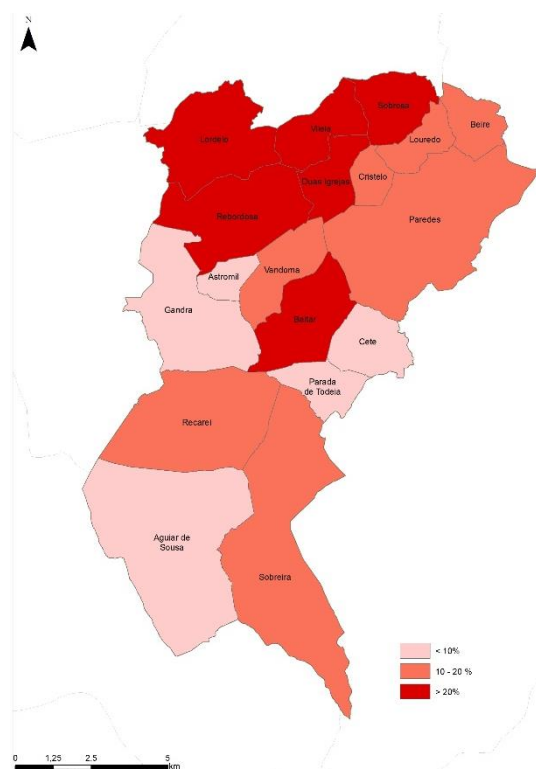 N
Lordelo
Vilela
Sobrosa
Beire
Louredo
Duas Igrejas
Cristelo
Rebordosa
Paredes
Vandoma
Astromil
Gandra
Baltar
Cete
Parada
de Todeia
Recarei
Aguiar de
Sousa
Sobreira
< 10%
10 - 20 %
> 20%
0 1,25 2,5 5
km